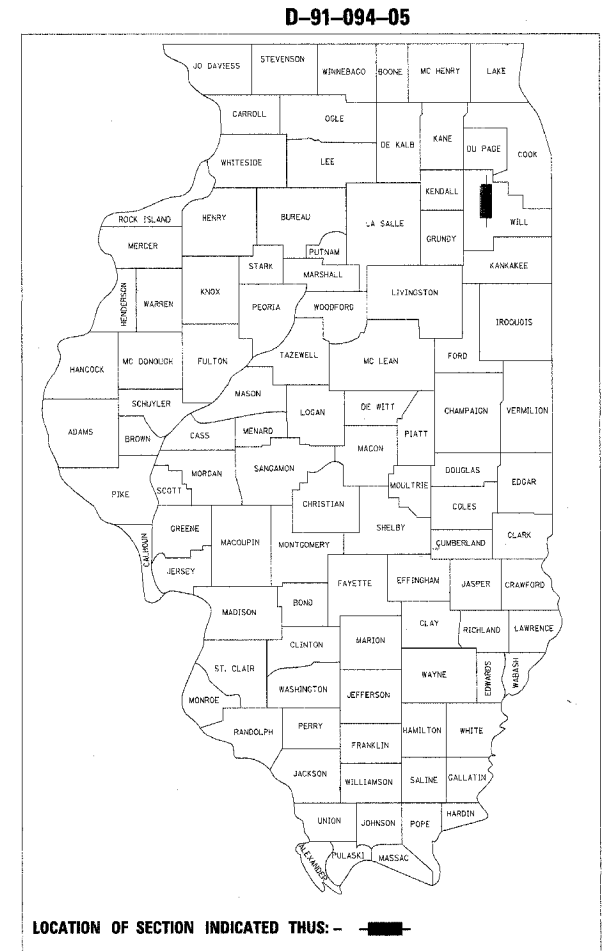 D-91-094-05
JO DAVIESS STEVENSON WINNEBAGO BOONE MC HENRY LAKE
CARROLL OGLE DE KALB KANE DU PAGE COOK
WHITESIDE LEE
KENDALL WILL
ROCK ISLAND HENRY BUREAU LA SALLE
MERCER PUTNAM GRUNDY
STARK MARSHALL KANKAKEE
HENDERSON WARREN KNOX PEORIA WOODFORD LIVINGSTON IROQUOIS
HANCOCK MC DONOUGH FULTON TAZEWELL MC LEAN FORD
SCHUYLER MASON LOGAN DE WITT CHAMPAIGN VERMILION
ADAMS BROWN CASS MENARD PIATT
MACON
PIKE SCOTT MORGAN SANGAMON MOULTRIE DOUGLAS EDGAR
CHRISTIAN COLES
CALHOUN GREENE MACOUPIN MONTGOMERY SHELBY CUMBERLAND CLARK
JERSEY
FAYETTE EFFINGHAM JASPER CRAWFORD
MADISON BOND
CLAY RICHLAND LAWRENCE
CLINTON MARION
ST. CLAIR WAYNE EDWARDS WABASH
MONROE WASHINGTON JEFFERSON
RANDOLPH PERRY HAMILTON WHITE
FRANKLIN
JACKSON WILLIAMSON SALINE GALLATIN
UNION JOHNSON POPE HARDIN
ALEXANDER PULASKI MASSAC
LOCATION OF SECTION INDICATED THUS: -